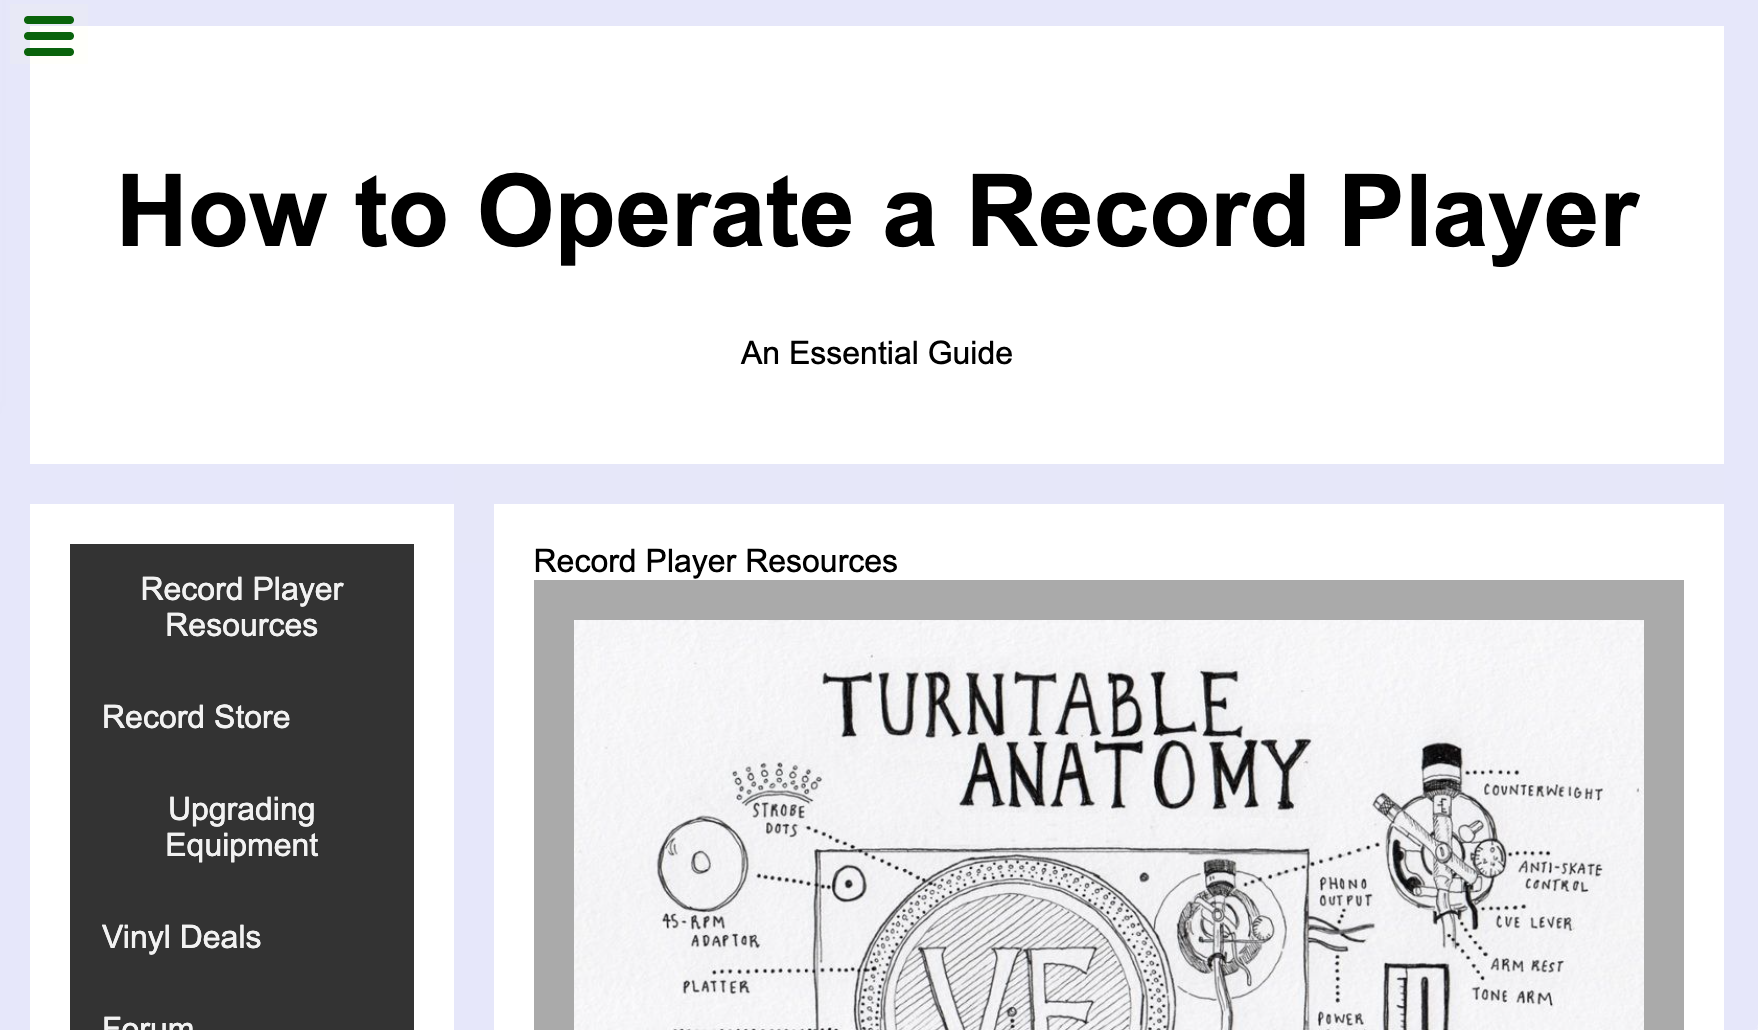 How to Operate a Record Player
An Essential Guide
Record Player
Resources
Record Store
Upgrading
Equipment
Vinyl Deals
Forum
Record Player Resources
TURNTABLE
ANATOMY
STROBE
DOTS
45-RPM
ADAPTOR
PLATTER
VE
COUNTERWEIGHT
ANTI-SKATE
CONTROL
PHONO
OUTPUT
CUE LEVER
ARM REST
TONE ARM
POWER